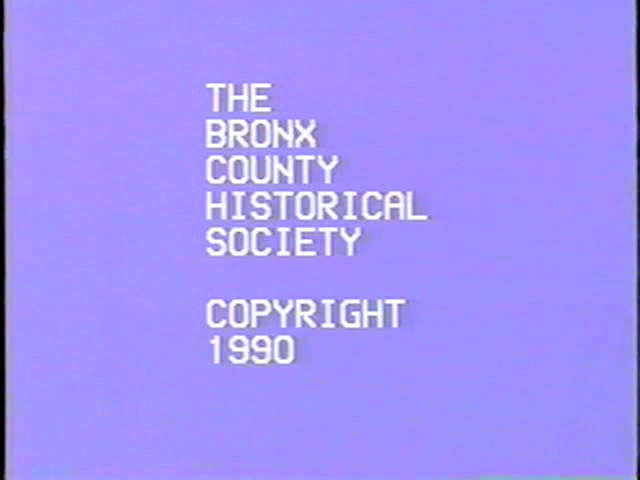 THE
BRONX
COUNTY
HISTORICAL
SOCIETY
COPYRIGHT
1990